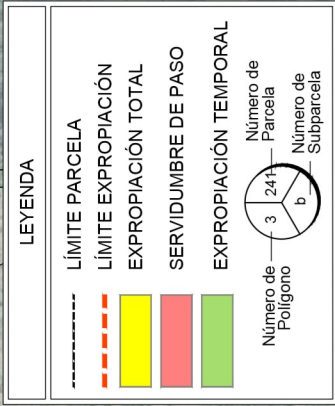 LEYENDA
LÍMITE PARCELA
LÍMITE EXPROPIACIÓN
EXPROPIACIÓN TOTAL
SERVIDUMBRE DE PASO
EXPROPIACIÓN TEMPORAL
Número de
Polígono
3
241
b
Número de
Parcela
Número de
Subparcela